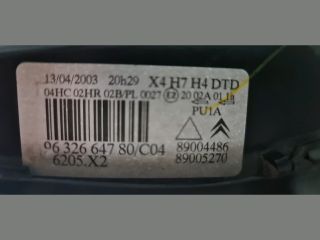 13/04/2003 20h29 X4 H7 H4 DTD
04HC 02HR 02B/PL 0027 E2 20 02A 01 1a
PU1A
96 326 647 80/C04 89004486
6205.X2 89005270